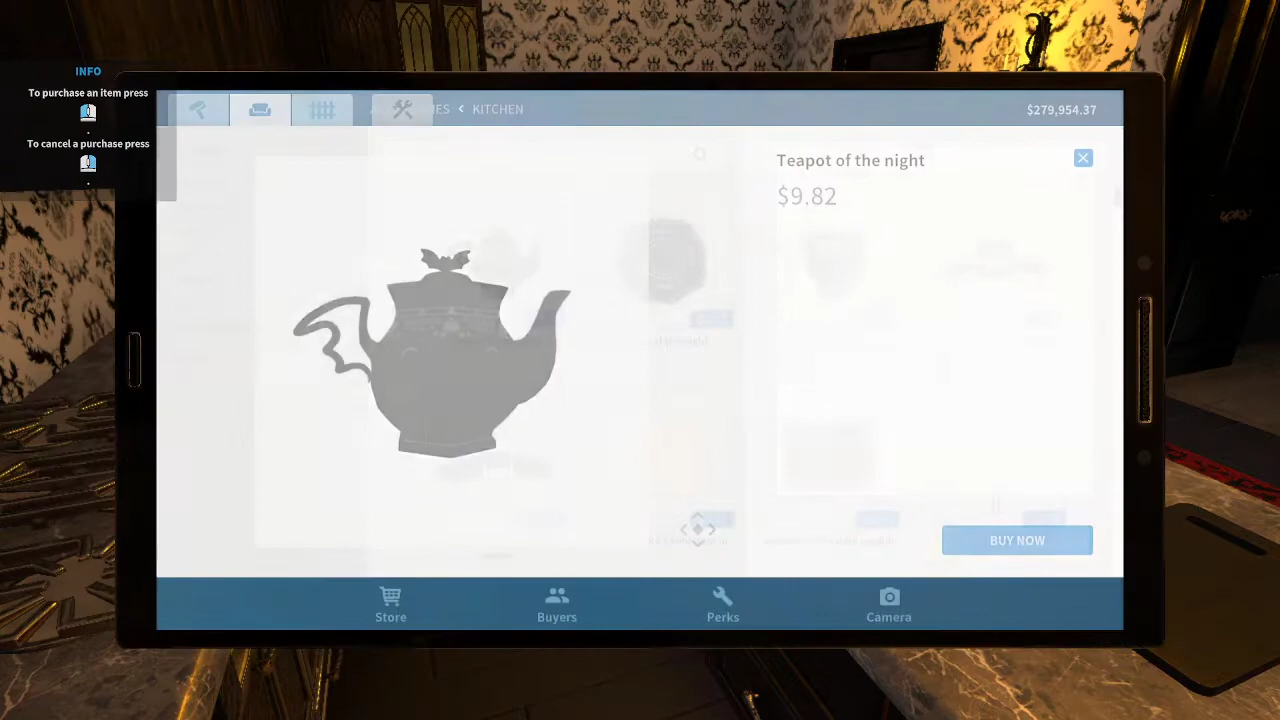 INFO
To purchase an item press
.
To cancel a purchase press
.
ES < KITCHEN
$279,954.37
Teapot of the night
$9.82
BUY NOW
Store
Buyers
Perks
Camera